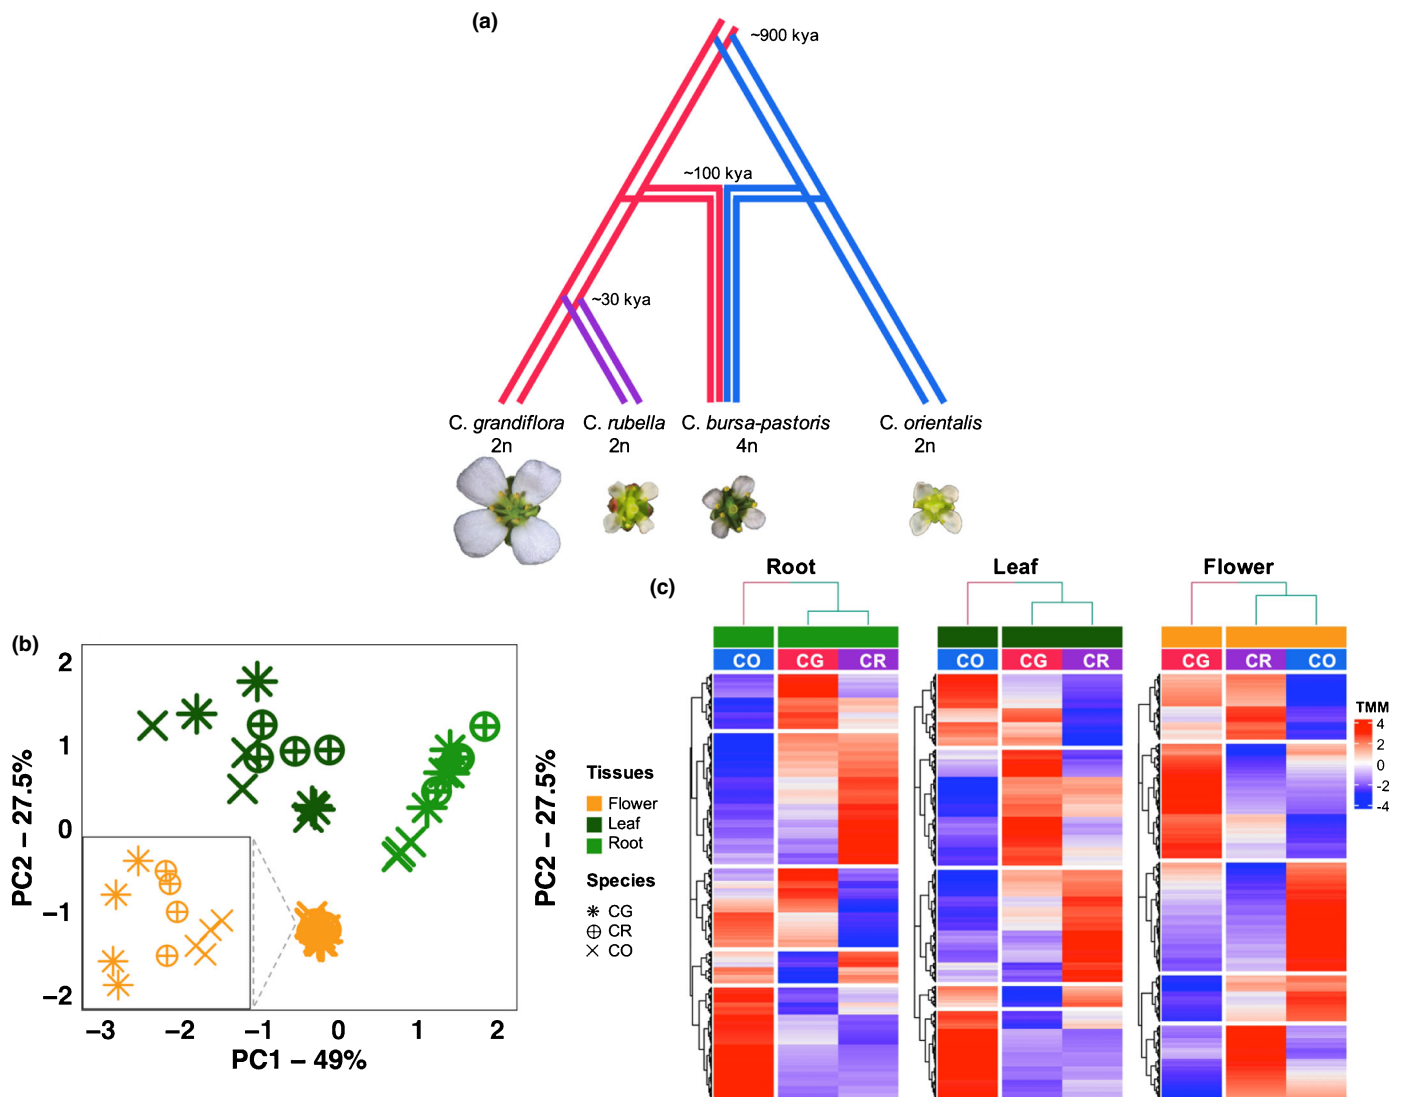 (a)
~900 kya
~100 kya
~30 kya
C. grandiflora C. rubella C. bursa-pastoris C. orientalis
2n 2n 4n 2n
(b)
2
1
0
−1
−2
PC2 – 27.5%
−3 −2 −1 0 1 2
PC1 – 49%
PC2 – 27.5%
Tissues
Flower
Leaf
Root
Species
CG
CR
CO
(c)
Root Leaf Flower
CO CG CR CO CG CR CG CR CO
TMM
4
2
0
-2
-4